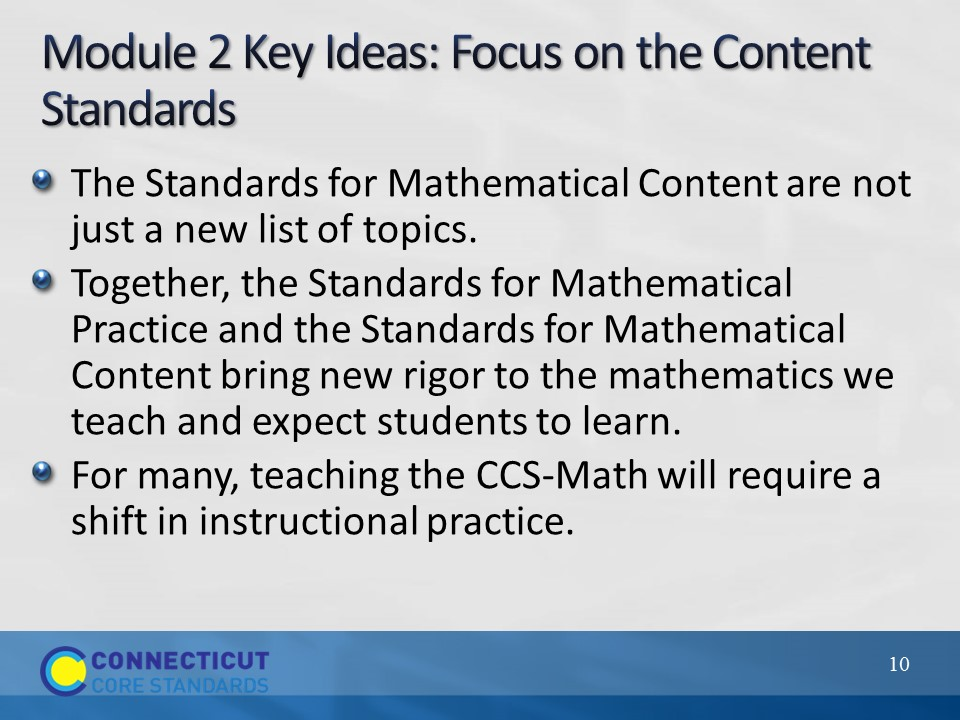 Module 2 Key Ideas: Focus on the Content
Standards
The Standards for Mathematical Content are not
just a new list of topics.
Together, the Standards for Mathematical
Practice and the Standards for Mathematical
Content bring new rigor to the mathematics we
teach and expect students to learn.
For many, teaching the CCS-Math will require a
shift in instructional practice.
CONNECTICUT
CORE STANDARDS
10